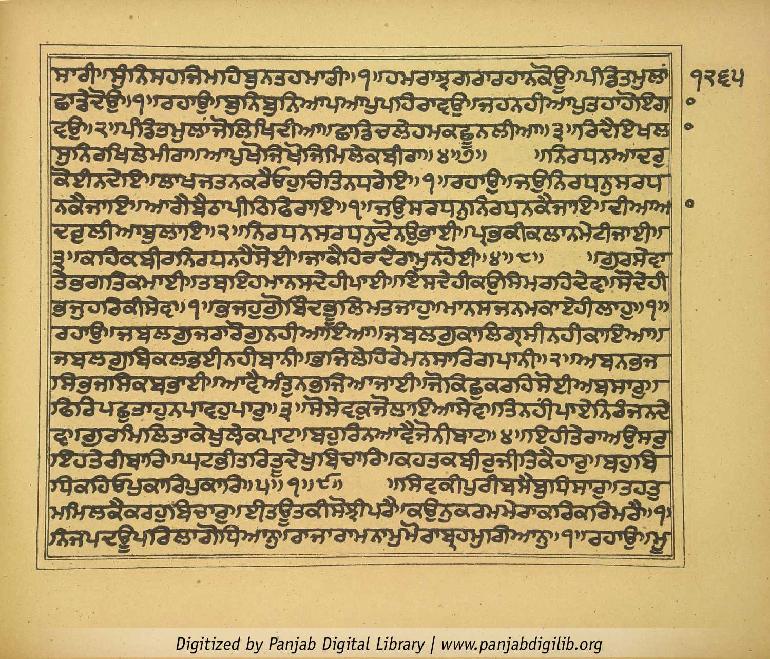 ਸਾਰੀ॥ਸੁੰਨਿਸਹਜਿਮਹਿਬੁਨਤਹਮਾਰੀ॥੧॥ਹਮਰਾਝਗਰਾਰਹਾਨਕੋਊ॥ਪੰਡਿਤਮੁਲਾਂ ੧੨੬੫
ਛਾਡੇਦੋਊ॥੧॥ਰਹਾਉ॥ਬੁਨਿਬੁਨਿਆਪਆਪੁਪਹਿਰਾਵਉ॥ਜਹਨਹੀਆਪੁਤਹਾਹੋਇਗਾ
ਵਉ॥੨॥ਪੰਡਿਤਮੁਲਾਂਜੋਲਿਖਿਦੀਆ॥ਛਾਡਿਚਲੇਹਮਕਛੂਨਲੀਆ॥੩॥ਰਿਦੈਇਖਲਾ
ਸੁਨਿਰਖਿਲੇਮੀਰਾ॥ਆਪੁਖੋਜਿਖੋਜਿਮਿਲੇਕਬੀਰਾ॥੪॥੭॥ ॥ਨਿਰਧਨਆਦਰੁ
ਕੋਈਨਦੇਇ॥ਲਾਖਜਤਨਕਰੈਓਹੁਚਿਤਿਨਧਰੇਇ॥੧॥ਰਹਾਉ॥ਜਉਨਿਰਧਨੁਸਰਧ
ਨਕੈਜਾਇ॥ਆਗੈਬੈਠਾਪੀਠਿਫਿਰਾਇ॥੧॥ਜਉਸਰਧਨੁਨਿਰਧਨਕੈਜਾਇ॥ਦੀਆਆ
ਦਰੁਲੀਆਬੁਲਾਇ॥੨॥ਨਿਰਧਨਸਰਧਨੁਦੋਨਉਭਾਈ॥ਪ੍ਰਭਕੀਕਲਾਨਮੇਟੀਜਾਈ॥
੩॥ਕਹਿਕਬੀਰਨਿਰਧਨਹੈਸੋਈ॥ਜਾਕੈਹਿਰਦੈਰਾਮੁਨਹੋਈ॥੪॥੮॥ ॥ਗੁਰਸੇਵਾ
ਤੇਭਗਤਿਕਮਾਈ॥ਤਬਇਹਮਾਨਸਦੇਹੀਪਾਈ॥ਇਸਦੇਹੀਕਉਸਿਮਰਹਿਦੇਵ॥ਸੋਦੇਹੀ
ਭਜੁਹਰਿਕੀਸੇਵ॥੧॥ਭਜਹੁਗੋੁਬਿੰਦਭੂਲਿਮਤਜਾਹੁ॥ਮਾਨਸਜਨਮਕਾਏਹੀਲਾਹੁ॥੧॥
ਰਹਾਉ॥ਜਬਲਗੁਜਰਾਰੋਗੁਨਹੀਆਇਆ॥ਜਬਲਗੁਕਾਲਿਗ੍ਰਸੀਨਹੀਕਾਇਆ॥
ਜਬਲਗੁਬਿਕਲਭਈਨਹੀਬਾਨੀ॥ਭਜਿਲੇਹਿਰੇਮਨਸਾਰਿਗਪਾਨੀ॥੨॥ਅਬਨਭਜ
ਸਿਭਜਸਿਕਬਭਾਈ॥ਆਵੈਅੰਤੁਨਭਜਿਆਜਾਈ॥ਜੋਕਿਛੁਕਰਹਿਸੋਈਅਬਸਾਰੁ॥
ਫਿਰਿਪਛੁਤਾਹੁਨਪਾਵਹੁਪਾਰੁ॥੩॥ਸੋਸੇਵਕੁਜੋਲਾਇਆਸੇਵ॥ਤਿਨਹੀਪਾਏਨਿਰੰਜਨਦੇ
ਵ॥ਗੁਰਮਿਲਿਤਾਕੇਖੁਲੇਕਪਾਟ॥ਬਹੁਰਿਨਆਵੈਜੋਨੀਬਾਟ॥੪॥ਇਹੀਤੇਰਾਅਉਸਰੁ
ਇਹਤੇਰੀਬਾਰ॥ਘਟਭੀਤਰਿਤੂਦੇਖੁਬਿਚਾਰਿ॥ਕਹਤਕਬੀਰੁਜੀਤਿਕੈਹਾਰਿ॥ਬਹੁਬਿ
ਧਿਕਹਿਓਪੁਕਾਰਿਪੁਕਾਰਿ॥੫॥੧॥੯॥ ॥ਸਿਵਕੀਪੁਰੀਬਸੈਬੁਧਿਸਾਰੁ॥ਤਹਤੁ
ਮਮਿਲਕੈਕਰਹੁਬਿਚਾਰੁ॥ਈਤਊਤਕੀਸੋਝੀਪਰੈ॥ਕਉਨੁਕਰਮਮੇਰਾਕਰਿਕਰਿਮਰੈ॥੧॥
ਨਿਜਪਦਊਪਰਿਲਾਗੋਧਿਆਨੁ॥ਰਾਜਾਰਾਮਨਾਮੁਮੋਰਾਬ੍ਰਹਮਗਿਆਨੁ॥੧॥ਰਹਾਉ॥ਮੂ
Digitized by Panjab Digital Library | www.panjabdigilib.org